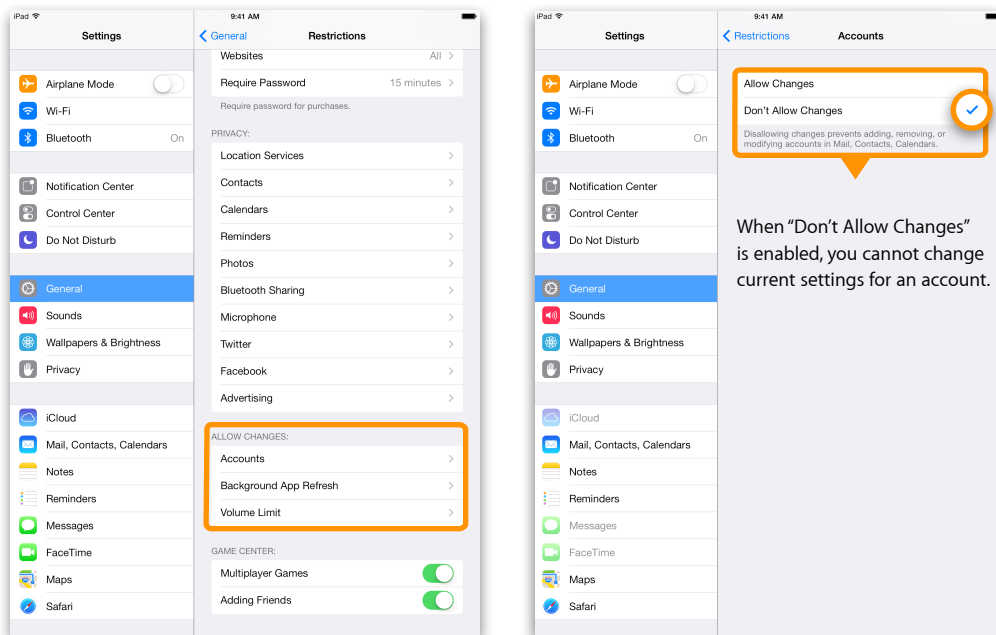 iPad
9:41 AM
Settings
General
Restrictions
Airplane Mode
Wi-Fi
Bluetooth
On
Notification Center
Control Center
Do Not Disturb
General
Sounds
Wallpapers & Brightness
Privacy
iCloud
Mail, Contacts, Calendars
Notes
Reminders
Messages
FaceTime
Maps
Safari
Websites
All
Require Password
15 minutes
Require password for purchases.
PRIVACY:
Location Services
Contacts
Calendars
Reminders
Photos
Bluetooth Sharing
Microphone
Twitter
Facebook
Advertising
ALLOW CHANGES:
Accounts
Background App Refresh
Volume Limit
GAME CENTER:
Multiplayer Games
Adding Friends
iPad
9:41 AM
Settings
Restrictions
Accounts
Airplane Mode
Wi-Fi
Bluetooth
On
Notification Center
Control Center
Do Not Disturb
General
Sounds
Wallpapers & Brightness
Privacy
iCloud
Mail, Contacts, Calendars
Notes
Reminders
Messages
FaceTime
Maps
Safari
Allow Changes
Don't Allow Changes
Disallowing changes prevents adding, removing, or
modifying accounts in Mail, Contacts, Calendars.
When “Don’t Allow Changes”
is enabled, you cannot change
current settings for an account.